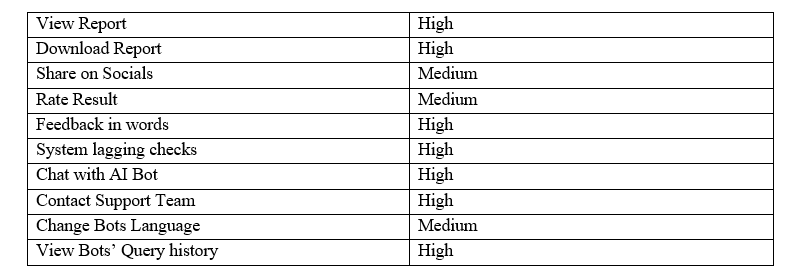 View Report High
Download Report High
Share on Socials Medium
Rate Result Medium
Feedback in words High
System lagging checks High
Chat with AI Bot High
Contact Support Team High
Change Bots Language Medium
View Bots’ Query history High